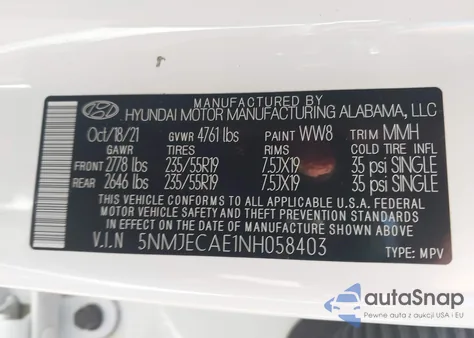 MANUFACTURED BY
HYUNDAI MOTOR MANUFACTURING ALABAMA, LLC
Oct/18/21 GVWR 4761 lbs PAINT WW8 TRIM MMH
GAWR TIRES RIMS COLD TIRE INFL
FRONT 2778 lbs 235/55R19 7.5JX19 35 psi SINGLE
REAR 2646 lbs 235/55R19 7.5JX19 35 psi SINGLE
THIS VEHICLE CONFORMS TO ALL APPLICABLE FEDERAL
MOTOR VEHICLE SAFETY AND THEFT PREVENTION STANDARDS
IN EFFECT ON THE DATE OF MANUFACTURE SHOWN ABOVE.
V.I.N 5NMJECAE1NH058403
TYPE: MPV
autoSnap
Pewne auta z USA i EU